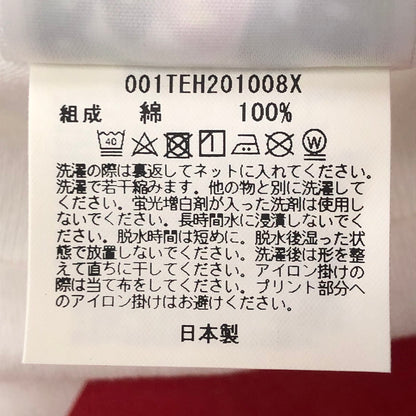 001TEH201008X
組成 綿 100%
40
洗濯の際は裏返してネットに入れてください。
洗濯で若干縮みます。他の物と別に洗濯して
ください。蛍光増白剤が入った洗剤は使用し
ないでください。長時間水に浸漬しないでく
ださい。脱水時間は短めに。脱水後湿った状
態で放置しないでください。洗濯後は形を整
えて直ちに干してください。アイロン掛けの
際は当て布をしてください。プリント部分へ
のアイロン掛けはお避けください。
日本製